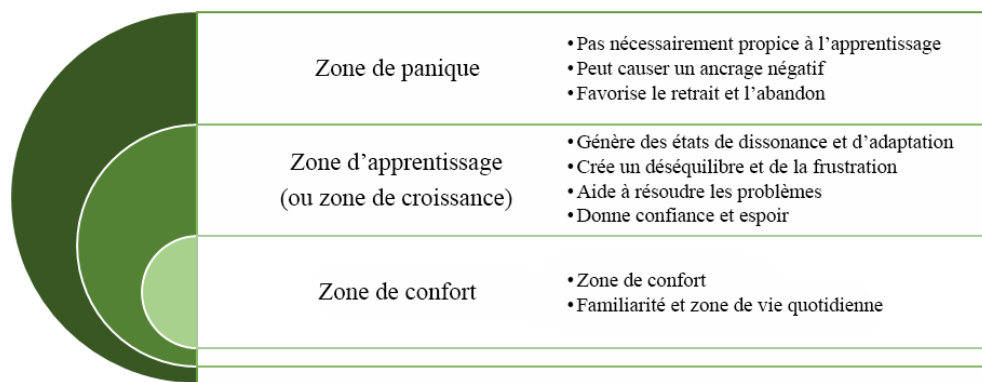 Zone de panique
• Pas nécessairement propice à l’apprentissage
• Peut causer un ancrage négatif
• Favorise le retrait et l’abandon
Zone d’apprentissage
(ou zone de croissance)
• Génère des états de dissonance et d’adaptation
• Crée un déséquilibre et de la frustration
• Aide à résoudre les problèmes
• Donne confiance et espoir
Zone de confort
• Zone de confort
• Familiarité et zone de vie quotidienne